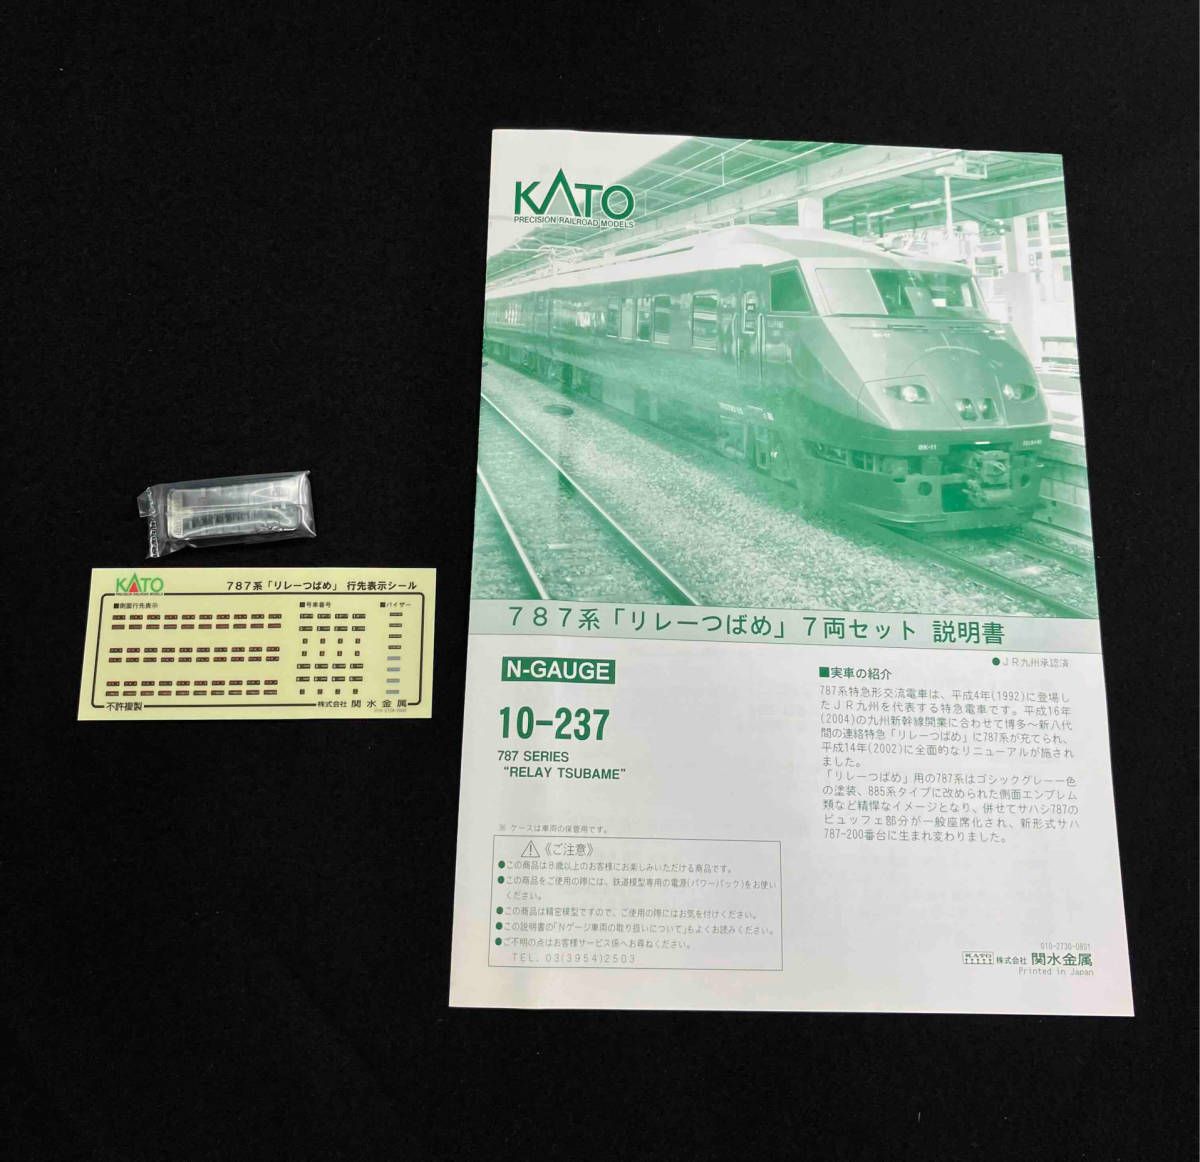 KATO
PRECISION RAILROAD MODELS
787系「リレーつばめ」7両セット 説明書
●JR九州承認済
N-GAUGE
10-237
787 SERIES
"RELAY TSUBAME"
■実車の紹介
787系特急形交流電車は、平成4年(1992)に登場し
たJR九州を代表する特急電車です。平成16年
(2004)の九州新幹線開業に合わせて博多〜新八代
間の連絡特急「リレーつばめ」に787系が充てられ、
平成14年(2002)に全面的なリニューアルが施され
ました。
「リレーつばめ」用の787系はゴシックグレー一色
の塗装、885系タイプに改められた側面エンブレム
類など精悍なイメージとなり、併せてサハシ787の
ビュッフェ部分が一般座席化され、新形式サハ
787-200番台に生まれ変わりました。
※ ケースは車両の保管用です。
《ご注意》
●この商品は8歳以上のお客様にお楽しみいただける商品です。
●この商品をご使用の際には、鉄道模型専用の電源(パワーパック)をお使い
ください。
●この商品は精密模型ですので、ご使用の際にはお気を付けください。
●この説明書の「Nゲージ車両の取り扱いについて」もよくお読みください。
●ご不明の点はお客様サービス係へお尋ねください。
TEL. 03(3954)2503
010-2730-0801
KATO 株式会社 関水金属
Printed in Japan
KATO
PRECISION RAILROAD MODELS
787系「リレーつばめ」 行先表示シール
■側面行先表示
■号車番号
■バイザー
不許複製
株式会社 関水金属